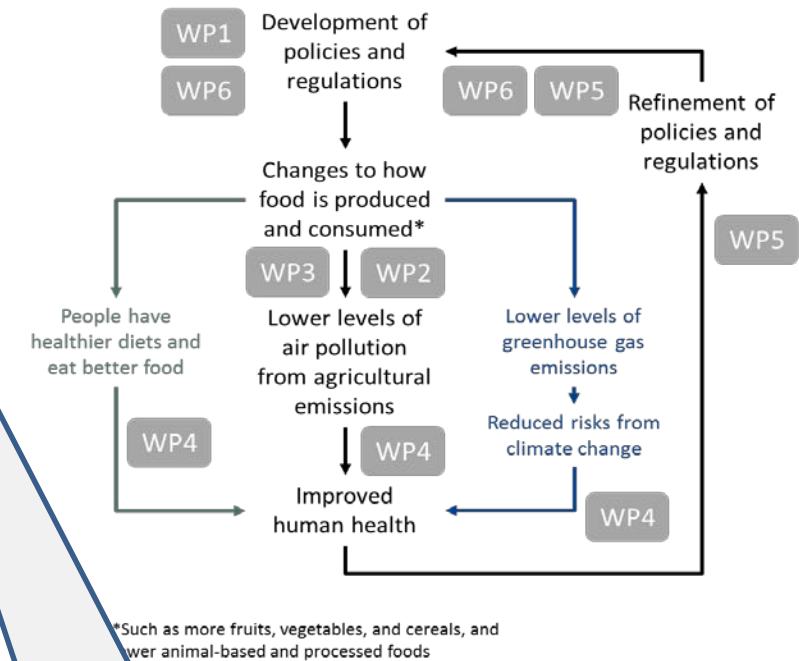 WP1
WP6
Development of
policies and
regulations
WP6
WP5
Refinement of
policies and
regulations
Changes to how
food is produced
and consumed*
WP5
WP3
WP2
People have
healthier diets and
eat better food
Lower levels of
air pollution
from agricultural
emissions
Lower levels of
greenhouse gas
emissions
Reduced risks from
climate change
WP4
WP4
WP4
Improved
human health
*Such as more fruits, vegetables, and cereals, and
animal-based and processed foods